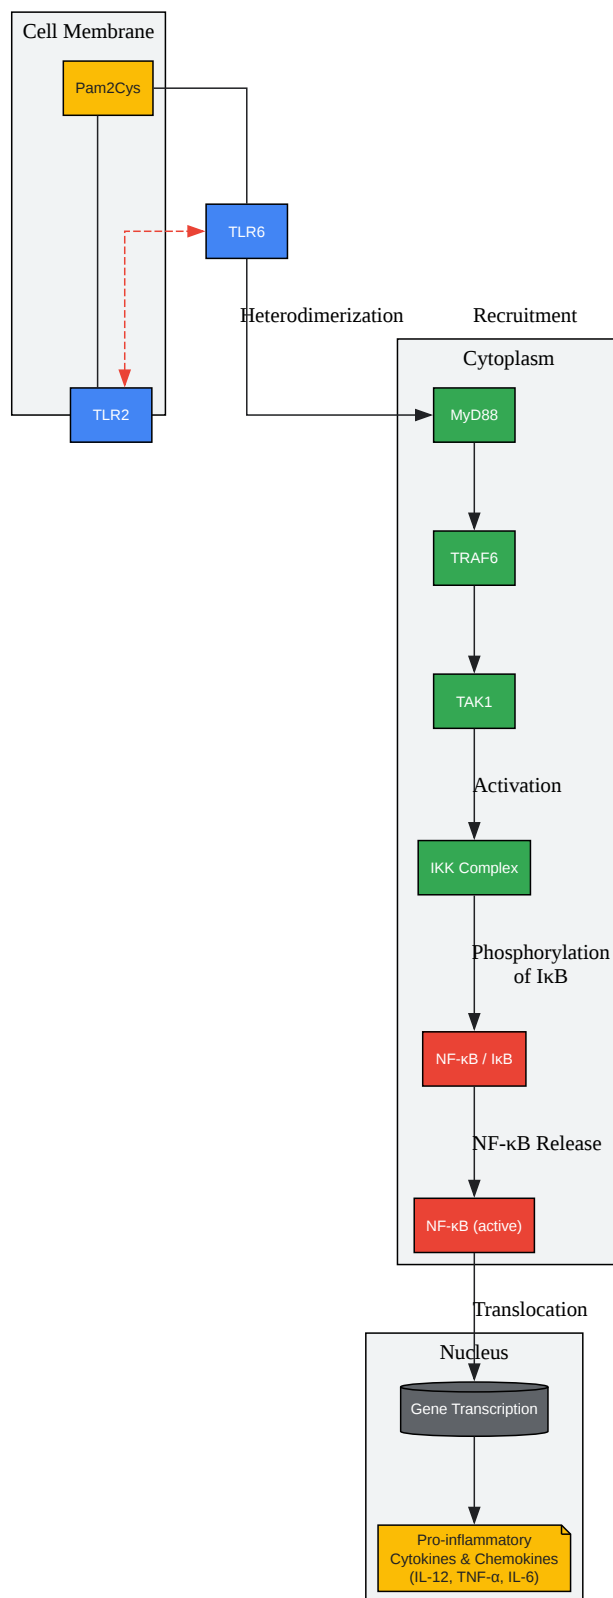 Cell Membrane
Pam2Cys
TLR6
Heterodimerization
Recruitment
Cytoplasm
TLR2
MyD88
TRAF6
TAK1
Activation
IKK Complex
Phosphorylation
of IκB
NF-κB / IκB
NF-κB Release
NF-κB (active)
Translocation
Nucleus
Gene Transcription
Pro-inflammatory
Cytokines & Chemokines
(IL-12, TNF-α, IL-6)